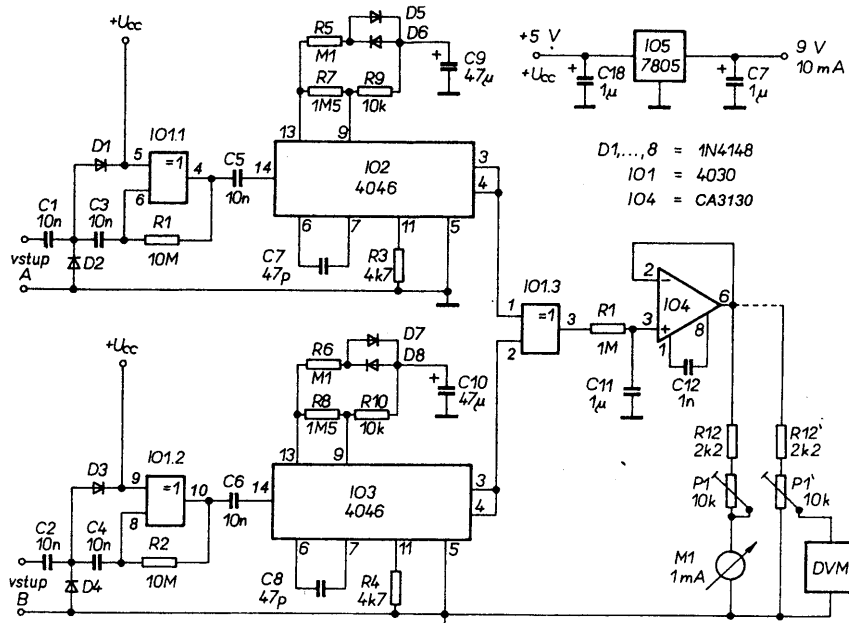 +Ucc
D1
5
IO1.1
=1
4
6
C1
10n
C3
10n
R1
10M
vstup
A
D2
C5
10n
14
R5
M1
D5
D6
R7
1M5
R9
10k
C9
47µ
+
13
9
IO2
4046
3
4
6
7
11
5
C7
47p
R3
4k7
+5 V
+Ucc
+
C18
1µ
IO5
7805
+
C7
1µ
9 V
10 mA
D1,...,8 = 1N4148
IO1 = 4030
IO4 = CA3130
IO1.3
1
2
=1
3
R1
1M
C11
1µ
2
–
3
+
IO4
6
1
8
C12
1n
R12
2k2
R12'
2k2
P1
10k
P1'
10k
M1
1mA
DVM
+Ucc
D3
9
IO1.2
=1
10
8
C2
10n
C4
10n
R2
10M
vstup
B
D4
C6
10n
14
R6
M1
D7
D8
R8
1M5
R10
10k
C10
47µ
+
13
9
IO3
4046
3
4
6
7
11
5
C8
47p
R4
4k7